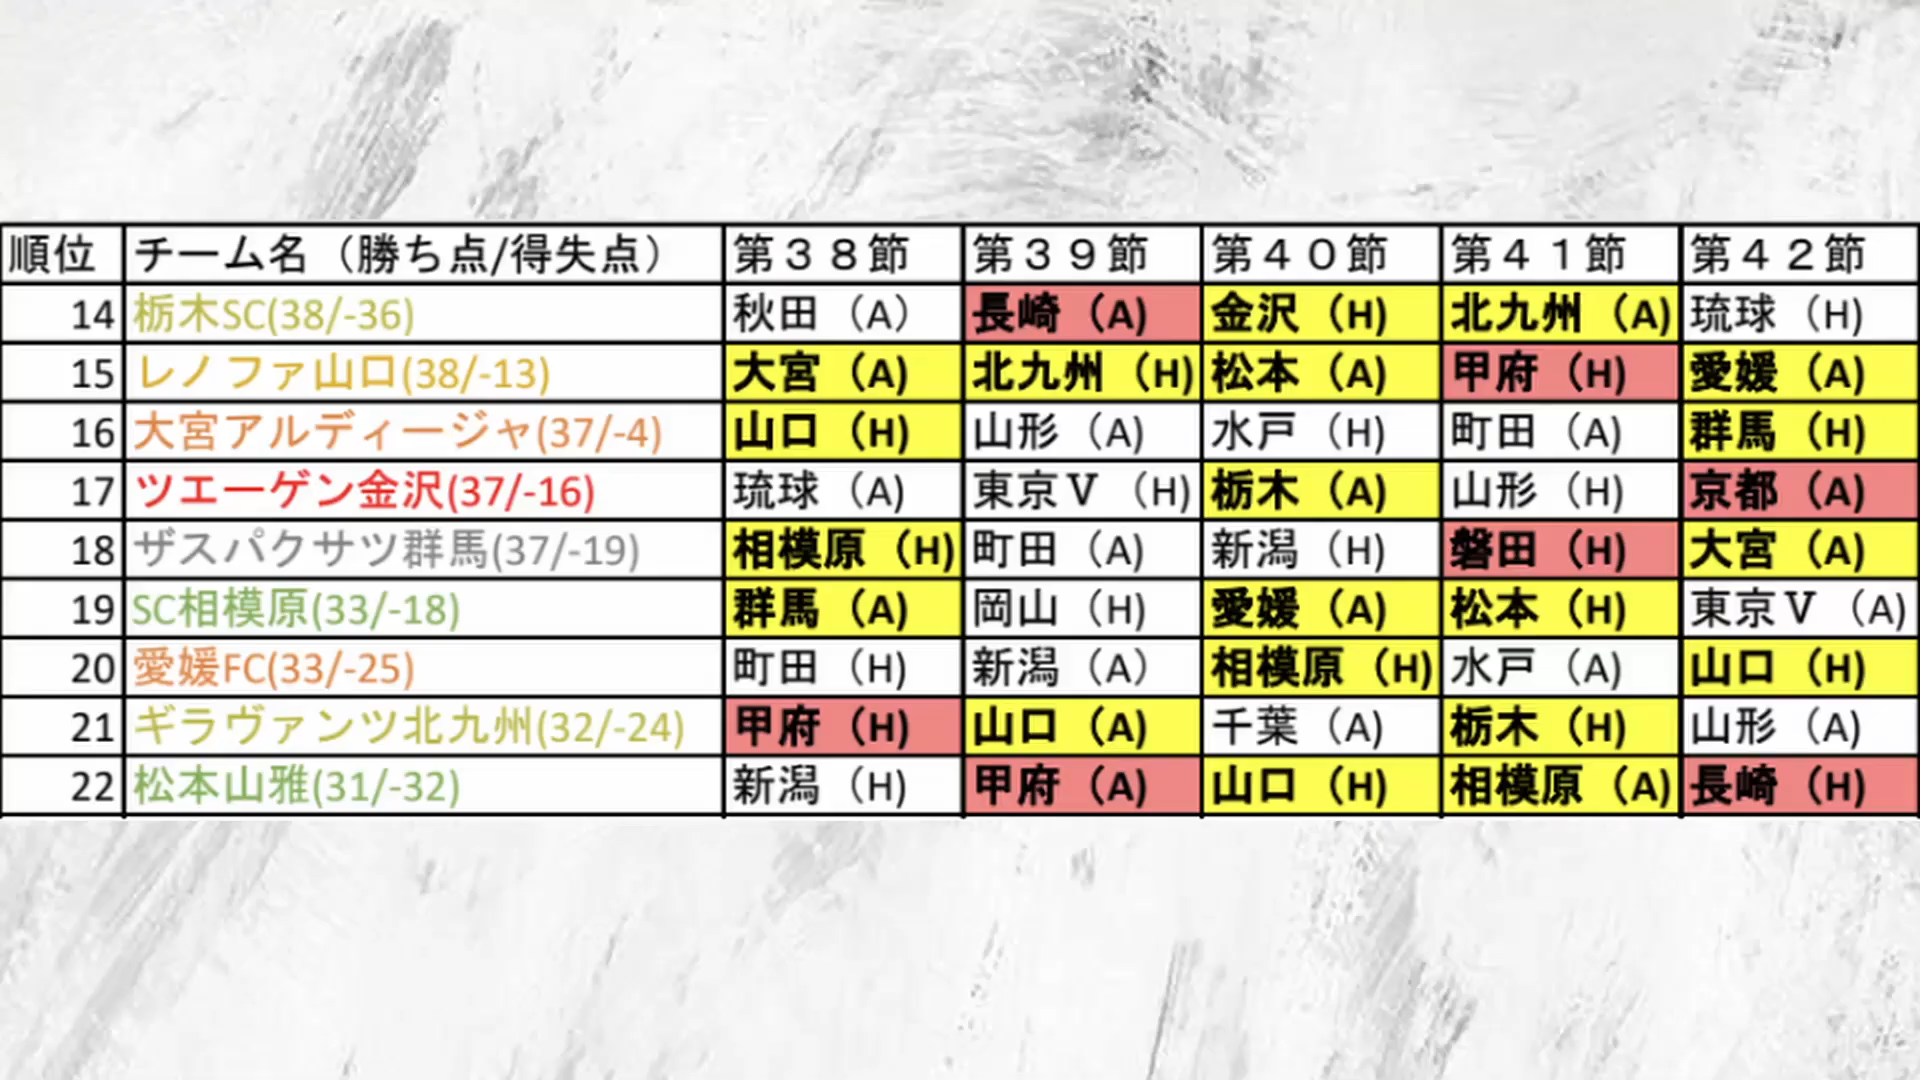 順位 チーム名（勝ち点/得失点） 第３８節 第３９節 第４０節 第４１節 第４２節
14 栃木SC(38/-36) 秋田（A） 長崎（A) 金沢（H) 北九州（A) 琉球（H)
15 レノファ山口(38/-13) 大宮（A) 北九州（H) 松本（A) 甲府（H) 愛媛（A)
16 大宮アルディージャ(37/-4) 山口（H) 山形（A) 水戸（H) 町田（A) 群馬（H)
17 ツエーゲン金沢(37/-16) 琉球（A) 東京Ｖ（H) 栃木（A) 山形（H) 京都（A)
18 ザスパクサツ群馬(37/-19) 相模原（H) 町田（A) 新潟（H) 磐田（H) 大宮（A)
19 SC相模原(33/-18) 群馬（A) 岡山（H) 愛媛（A) 松本（H) 東京Ｖ（A)
20 愛媛FC(33/-25) 町田（H) 新潟（A） 相模原（H) 水戸（A) 山口（H)
21 ギラヴァンツ北九州(32/-24) 甲府（H) 山口（A) 千葉（A) 栃木（H) 山形（A)
22 松本山雅(31/-32) 新潟（H) 甲府（A) 山口（H) 相模原（A) 長崎（H)